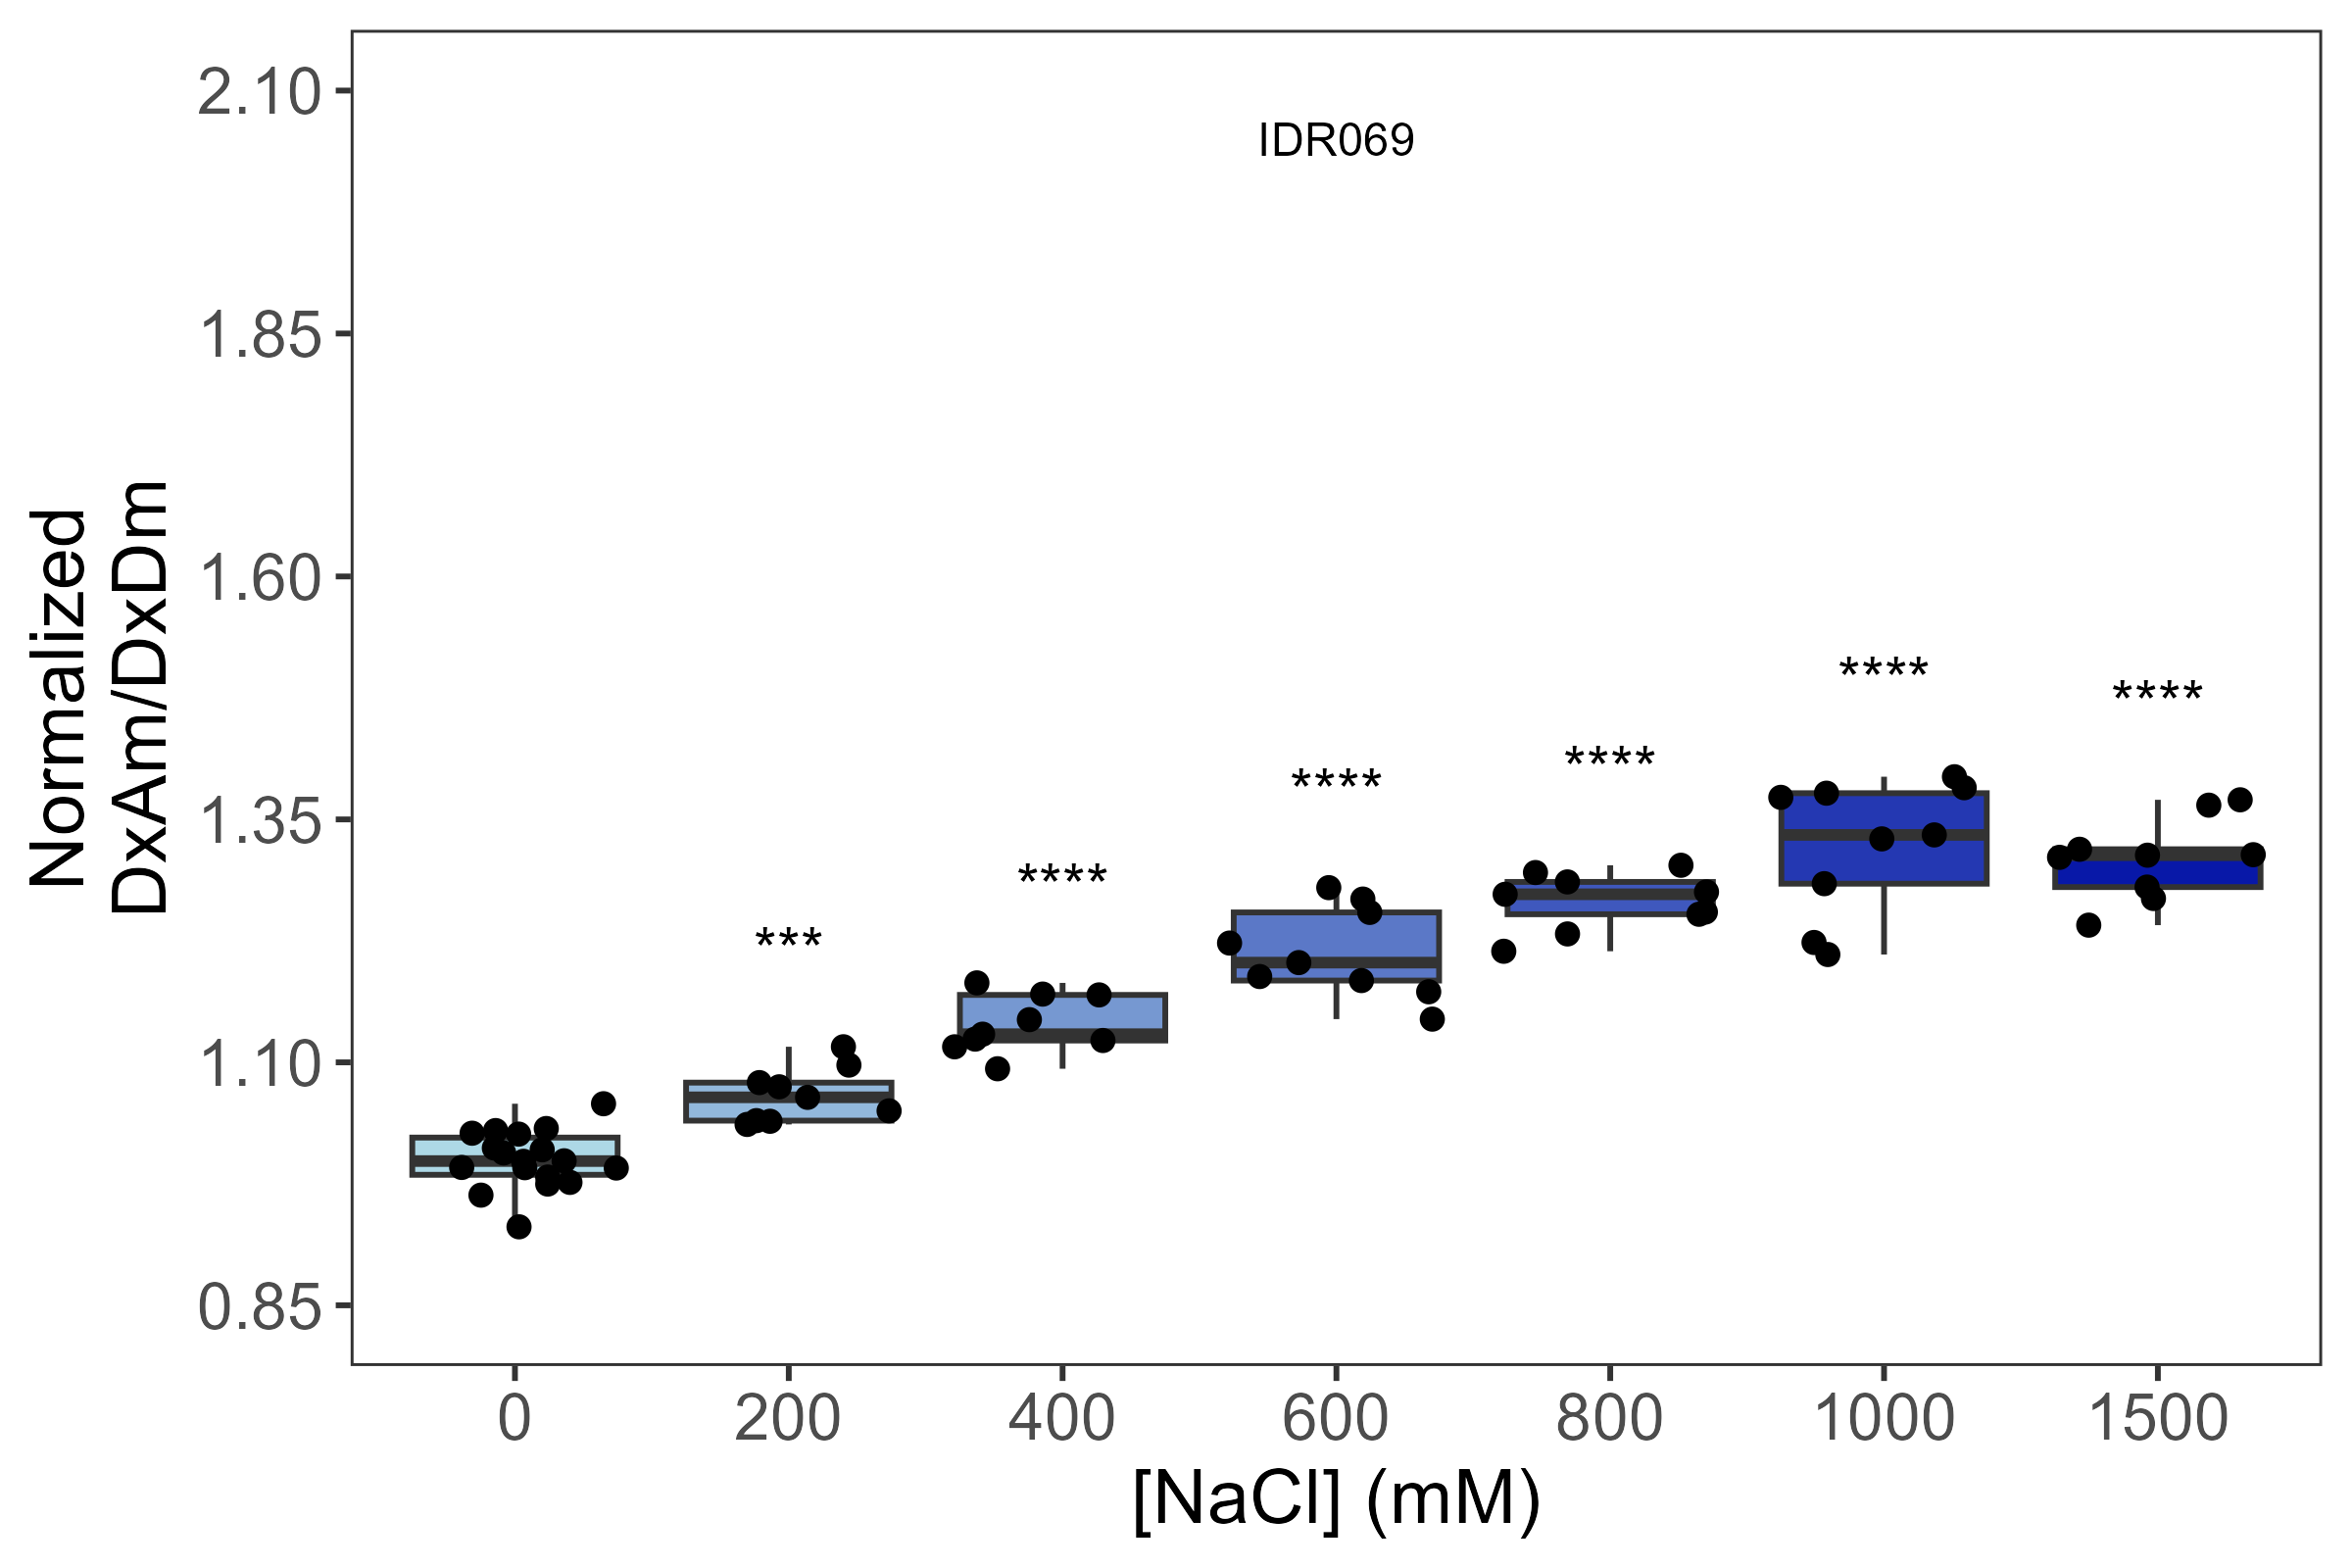 2.10
IDR069
1.85
1.60
Normalized
DxAm/DxDm
****
****
1.35
****
****
****
***
1.10
0.85
0 200 400 600 800 1000 1500
[NaCl] (mM)